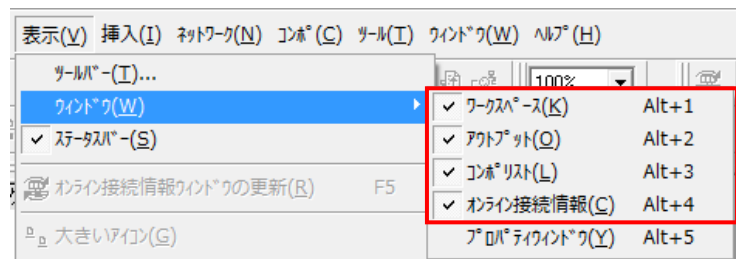 表示(V) 挿入(I) ﾈｯﾄﾜｰｸ(N) ｺﾝﾎﾟ(C) ﾂｰﾙ(T) ｳｨﾝﾄﾞｳ(W) ﾍﾙﾌﾟ(H)
ﾂｰﾙﾊﾞｰ(T)...
100%
ｳｨﾝﾄﾞｳ(W)
ﾜｰｸｽﾍﾟｰｽ(K) Alt+1
ｽﾃｰﾀｽﾊﾞｰ(S)
ｱｳﾄﾌﾟｯﾄ(O) Alt+2
ｺﾝﾎﾟﾘｽﾄ(L) Alt+3
ｵﾝﾗｲﾝ接続情報ｳｨﾝﾄﾞｳの更新(R) F5
ｵﾝﾗｲﾝ接続情報(C) Alt+4
大きいｱｲｺﾝ(G)
ﾌﾟﾛﾊﾟﾃｨｳｨﾝﾄﾞｳ(Y) Alt+5